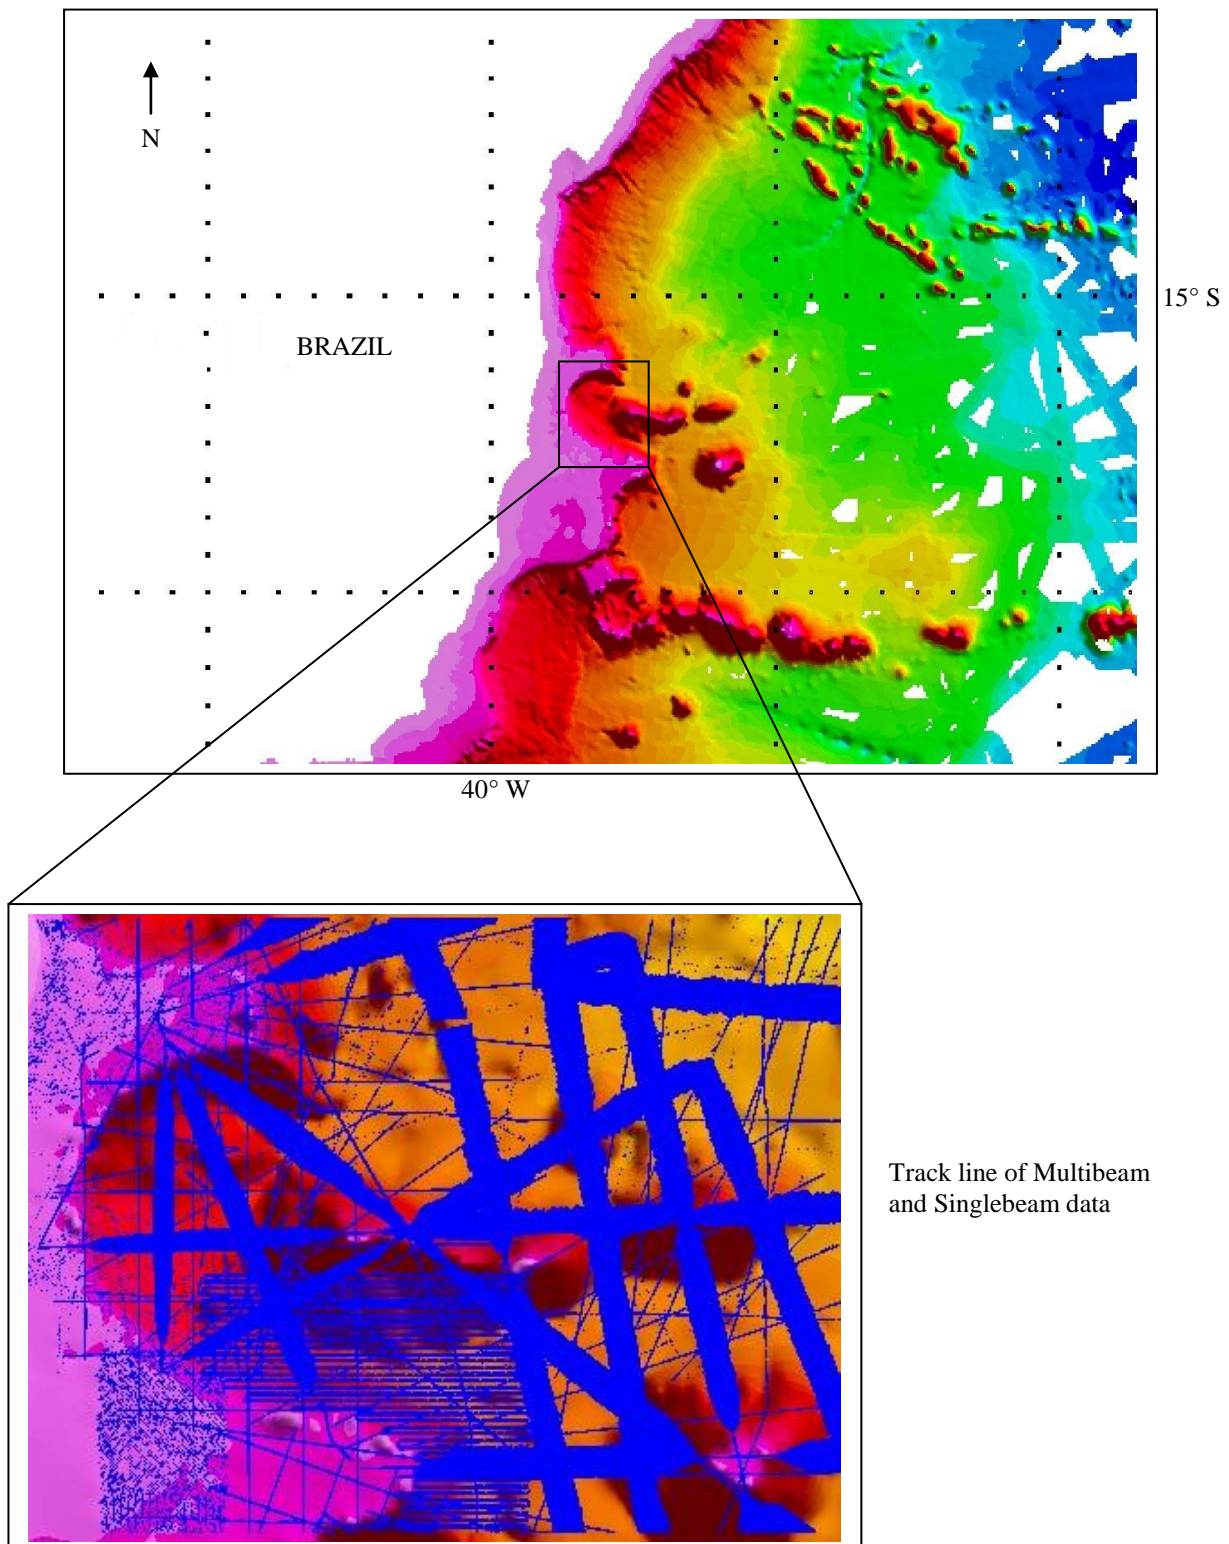 N
15° S
BRAZIL
40° W
Track line of Multibeam
and Singlebeam data